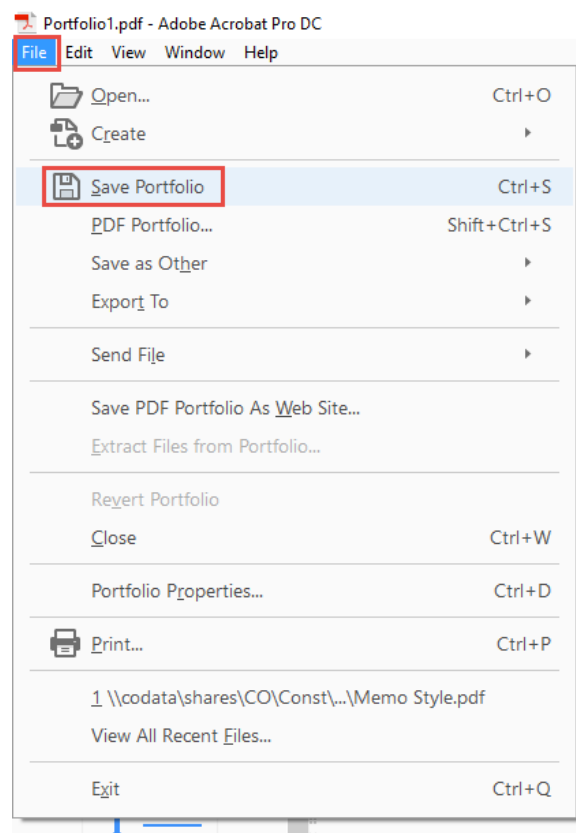 Portfolio1.pdf - Adobe Acrobat Pro DC
File Edit View Window Help
Open... Ctrl+O
Create
Save Portfolio Ctrl+S
PDF Portfolio... Shift+Ctrl+S
Save as Other
Export To
Send File
Save PDF Portfolio As Web Site...
Extract Files from Portfolio...
Revert Portfolio
Close Ctrl+W
Portfolio Properties... Ctrl+D
Print... Ctrl+P
1 \\codata\shares\CO\Const\...\Memo Style.pdf
View All Recent Files...
Exit Ctrl+Q